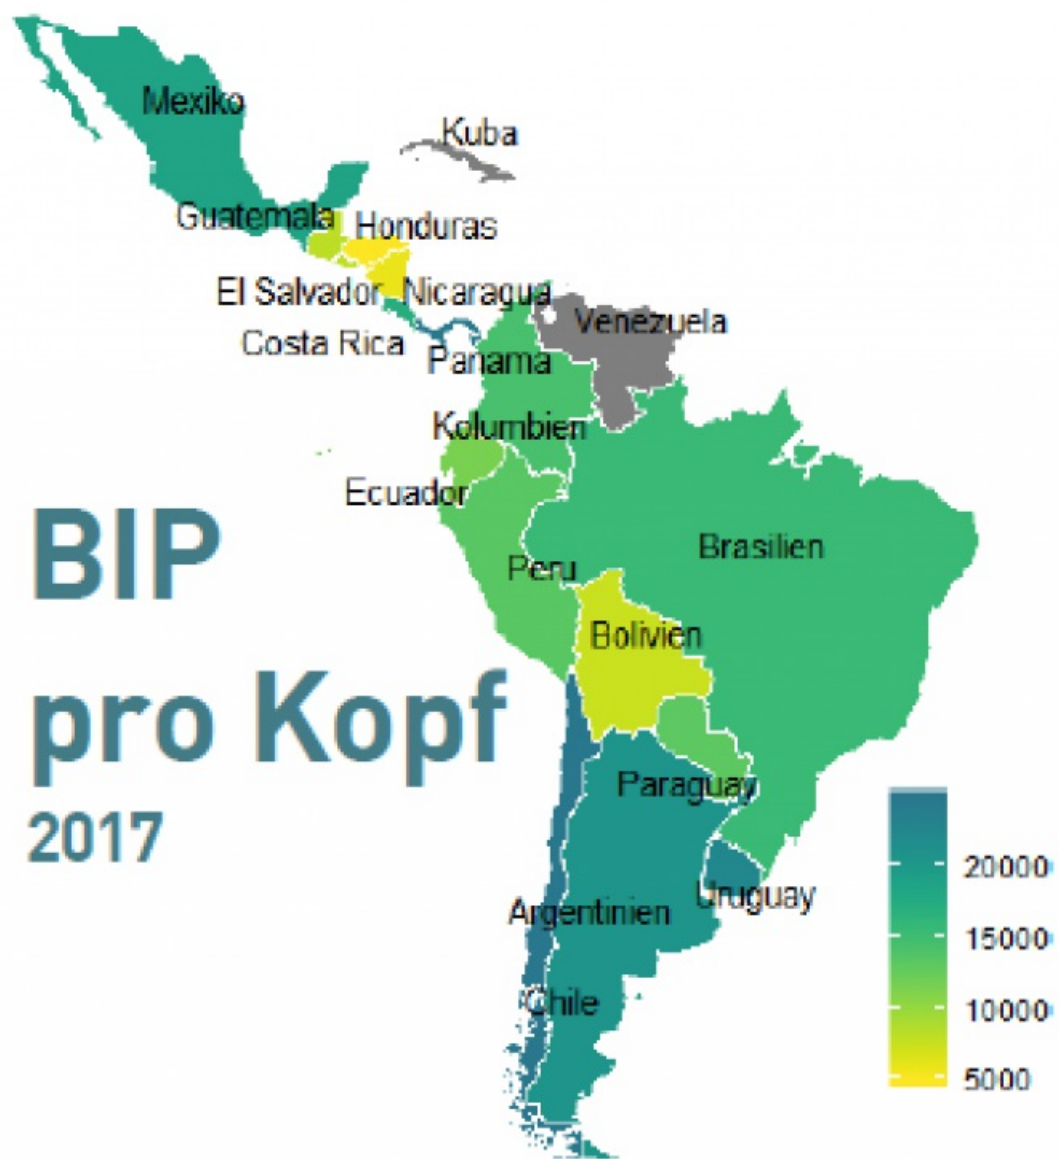 Mexiko
Kuba
Guatemala
Honduras
El Salvador
Nicaragua
Venezuela
Costa Rica
Panama
Kolumbien
Ecuador
BIP
Brasilien
Peru
Bolivien
pro Kopf
Paraguay
2017
20000
Uruguay
Argentinien
15000
Chile
10000
5000